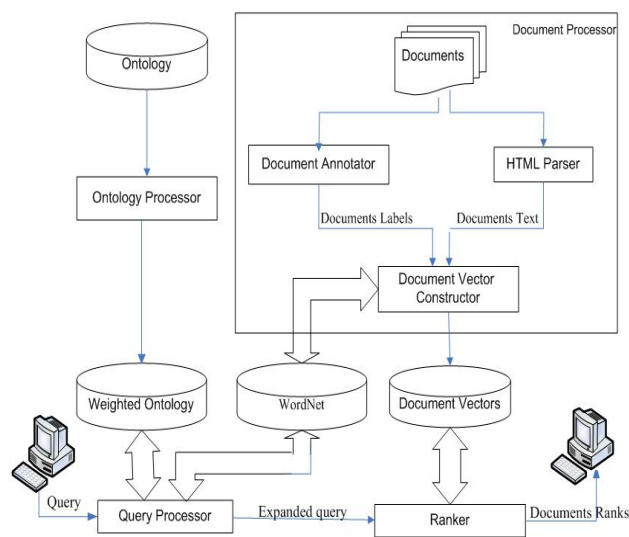 Document Processor
Ontology
Documents
Document Annotator
HTML Parser
Ontology Processor
Documents Labels
Documents Text
Document Vector
Constructor
Weighted Ontology
WordNet
Document Vectors
Query
Query Processor
Expanded query
Ranker
Documents Ranks